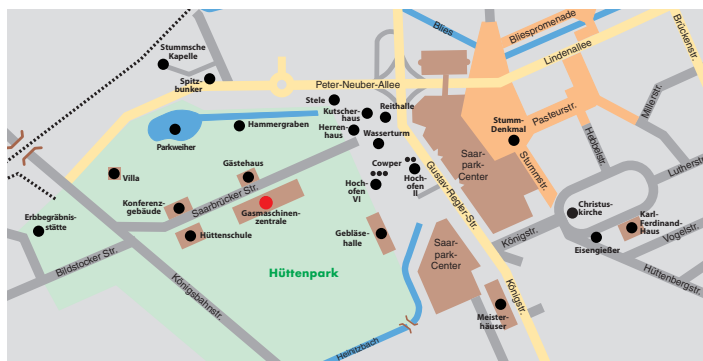 Stummsche
Kapelle
Spitz-
bunker
Peter-Neuber-Allee
Blies
Bliespromenade
Lindenallee
Brückenstr.
Stele
Kutscher-
haus
Reithalle
Herren-
haus
Wasserturm
Hammergraben
Parkweiher
Stumm-
Denkmal
Pasteurstr.
Hebbelstr.
Millerstr.
Lutherstr.
Stummstr.
Saar-
park-
Center
Gustav-Regler-Str.
Cowper
Hoch-
ofen
VI
Hoch-
ofen
II
Gästehaus
Villa
Saarbrücker Str.
Konferenz-
gebäude
Gasmaschinen-
zentrale
Hüttenschule
Erbbegräbnis-
stätte
Bildstocker Str.
Königsbahnstr.
Hüttenpark
Gebläse-
halle
Saar-
park-
Center
Königstr.
Christus-
kirche
Karl-
Ferdinand-
Haus
Eisengießer
Vogelstr.
Hüttenbergstr.
Königstr.
Meister-
häuser
Heinitzbach